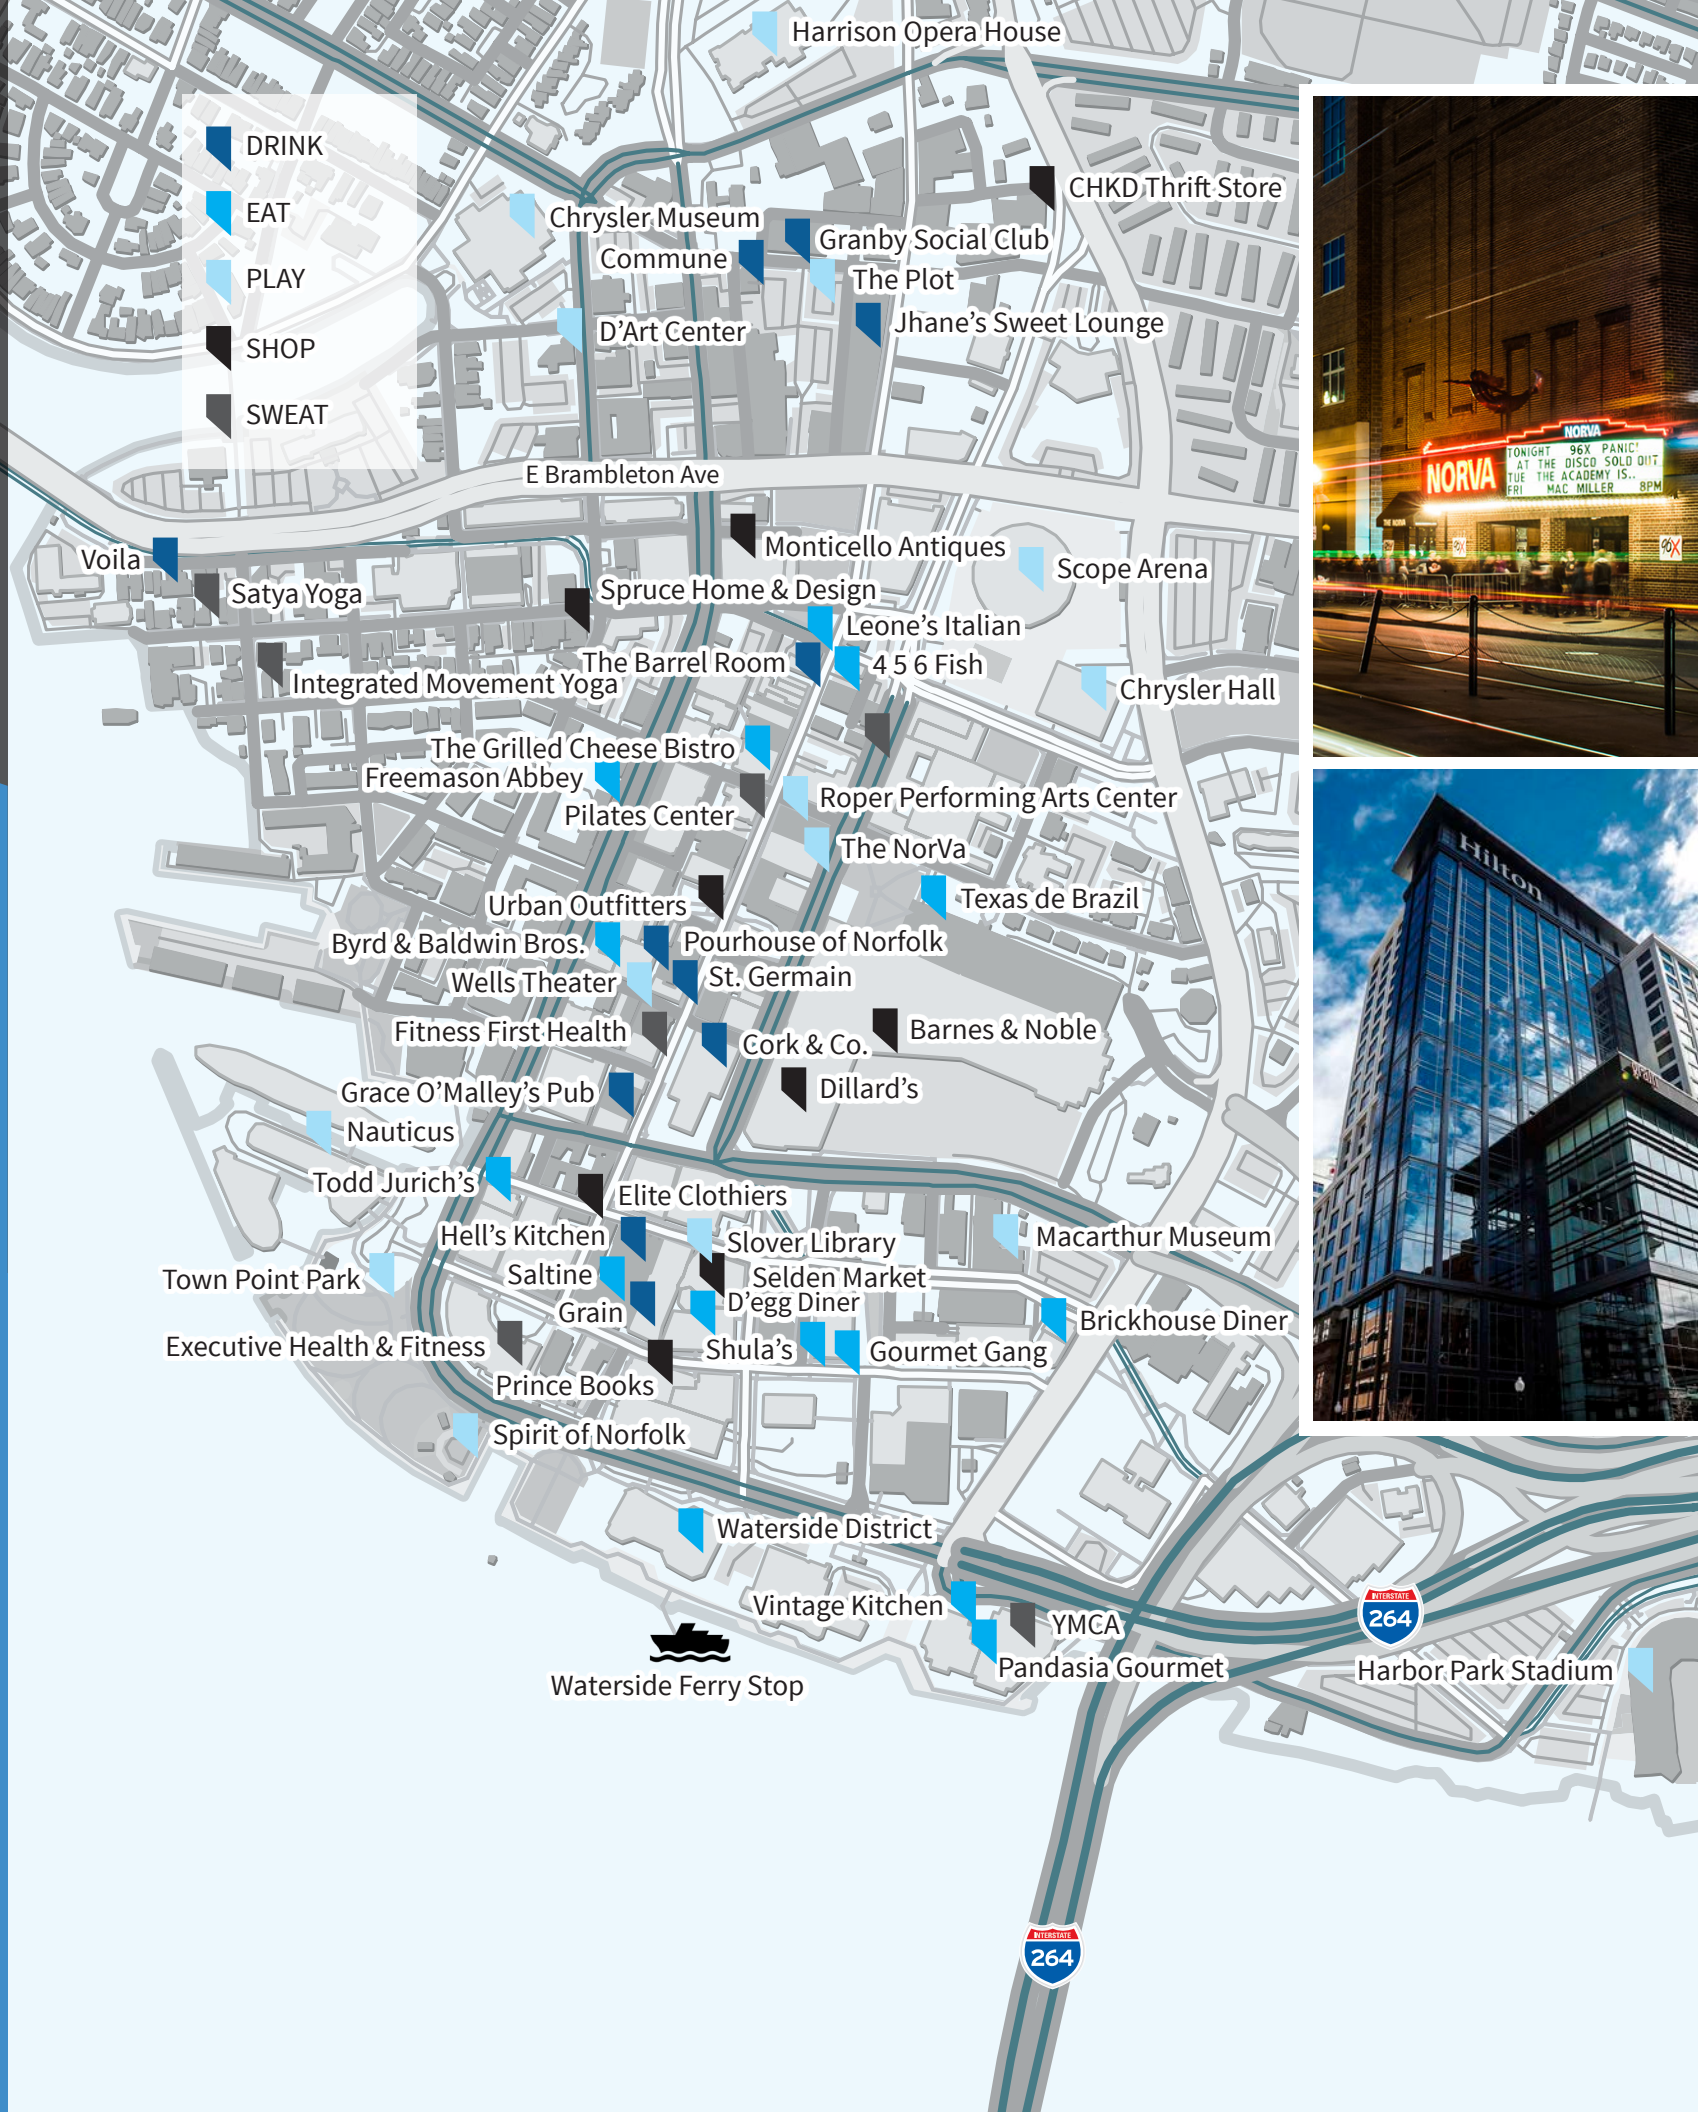 Harrison Opera House
DRINK
EAT
PLAY
SHOP
SWEAT
CHKD Thrift Store
Chrysler Museum
Granby Social Club
Commune
The Plot
Jhane's Sweet Lounge
D'Art Center
E Brambleton Ave
Monticello Antiques
Voila
Scope Arena
Satya Yoga
Spruce Home & Design
Leone's Italian
The Barrel Room
4 5 6 Fish
Integrated Movement Yoga
Chrysler Hall
The Grilled Cheese Bistro
Freemason Abbey
Roper Performing Arts Center
Pilates Center
The NorVa
Texas de Brazil
Urban Outfitters
Byrd & Baldwin Bros.
Pourhouse of Norfolk
Wells Theater
St. Germain
Fitness First Health
Barnes & Noble
Cork & Co.
Grace O'Malley's Pub
Dillard's
Nauticus
Todd Jurich's
Elite Clothiers
Hell's Kitchen
Slover Library
Macarthur Museum
Town Point Park
Saltine
Selden Market
D'egg Diner
Grain
Brickhouse Diner
Executive Health & Fitness
Shula's
Gourmet Gang
Prince Books
Spirit of Norfolk
Waterside District
Vintage Kitchen
YMCA
Pandasia Gourmet
Waterside Ferry Stop
Harbor Park Stadium
INTERSTATE
264
INTERSTATE
264
NORVA
NORVA
TONIGHT 96X PANIC!
AT THE DISCO SOLD OUT
TUE THE ACADEMY IS..
FRI MAC MILLER 8PM
THE NORVA
96X
96X
Hilton
grain